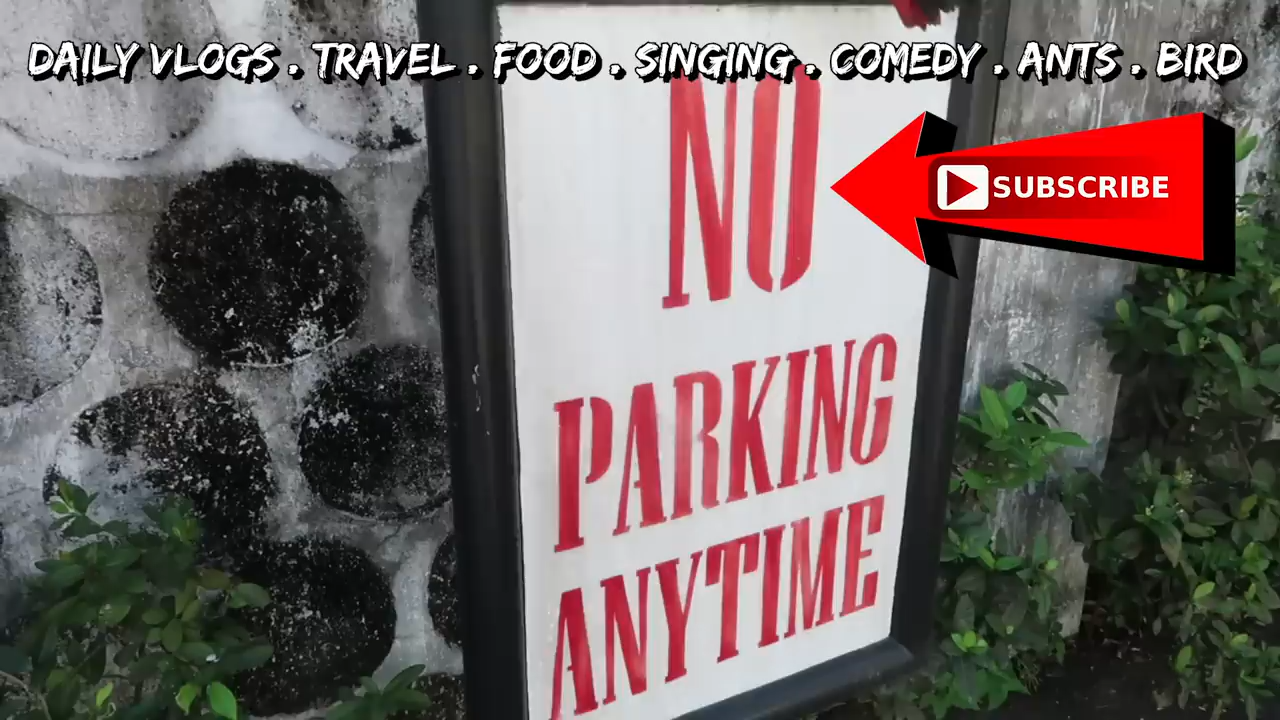 DAILY VLOGS . TRAVEL . FOOD . SINGING . COMEDY . ANTS . BIRD
NO
SUBSCRIBE
PARKING
ANYTIME